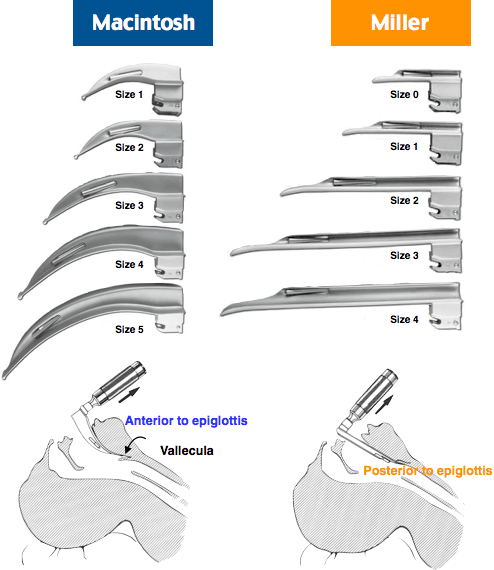 Macintosh
Miller
Size 1
Size 0
Size 2
Size 1
Size 3
Size 2
Size 4
Size 3
Size 5
Size 4
Anterior to epiglottis
Vallecula
Posterior to epiglottis